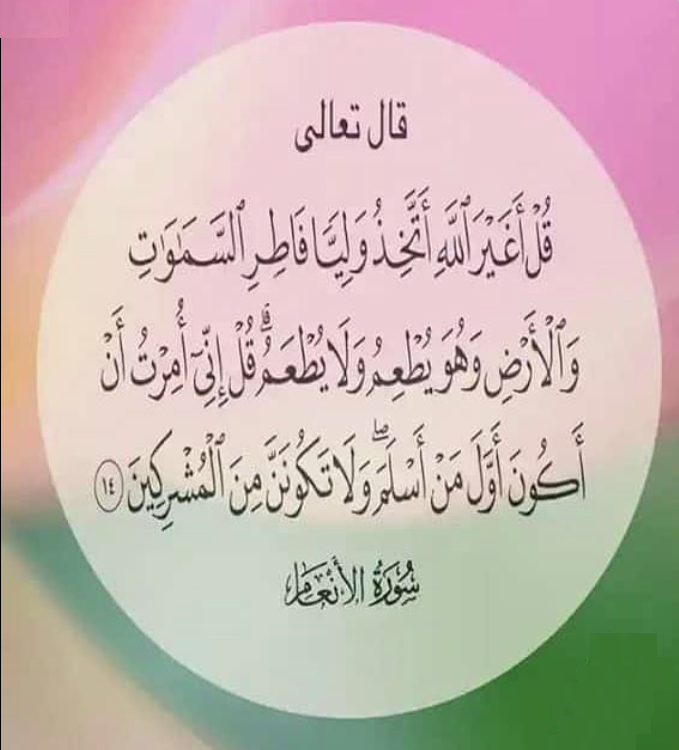 قال تعالى
قُلْ أَغَيْرَ ٱللَّهِ أَتَّخِذُ وَلِيًّا فَاطِرِ ٱلسَّمَٰوَٰتِ
وَٱلْأَرْضِ وَهُوَ يُطْعِمُ وَلَا يُطْعَمُ ۗ قُلْ إِنِّىٓ أُمِرْتُ أَنْ
أَكُونَ أَوَّلَ مَنْ أَسْلَمَ ۖ وَلَا تَكُونَنَّ مِنَ ٱلْمُشْرِكِينَ ١٤
سُورَةُ الأَنْعَامِ